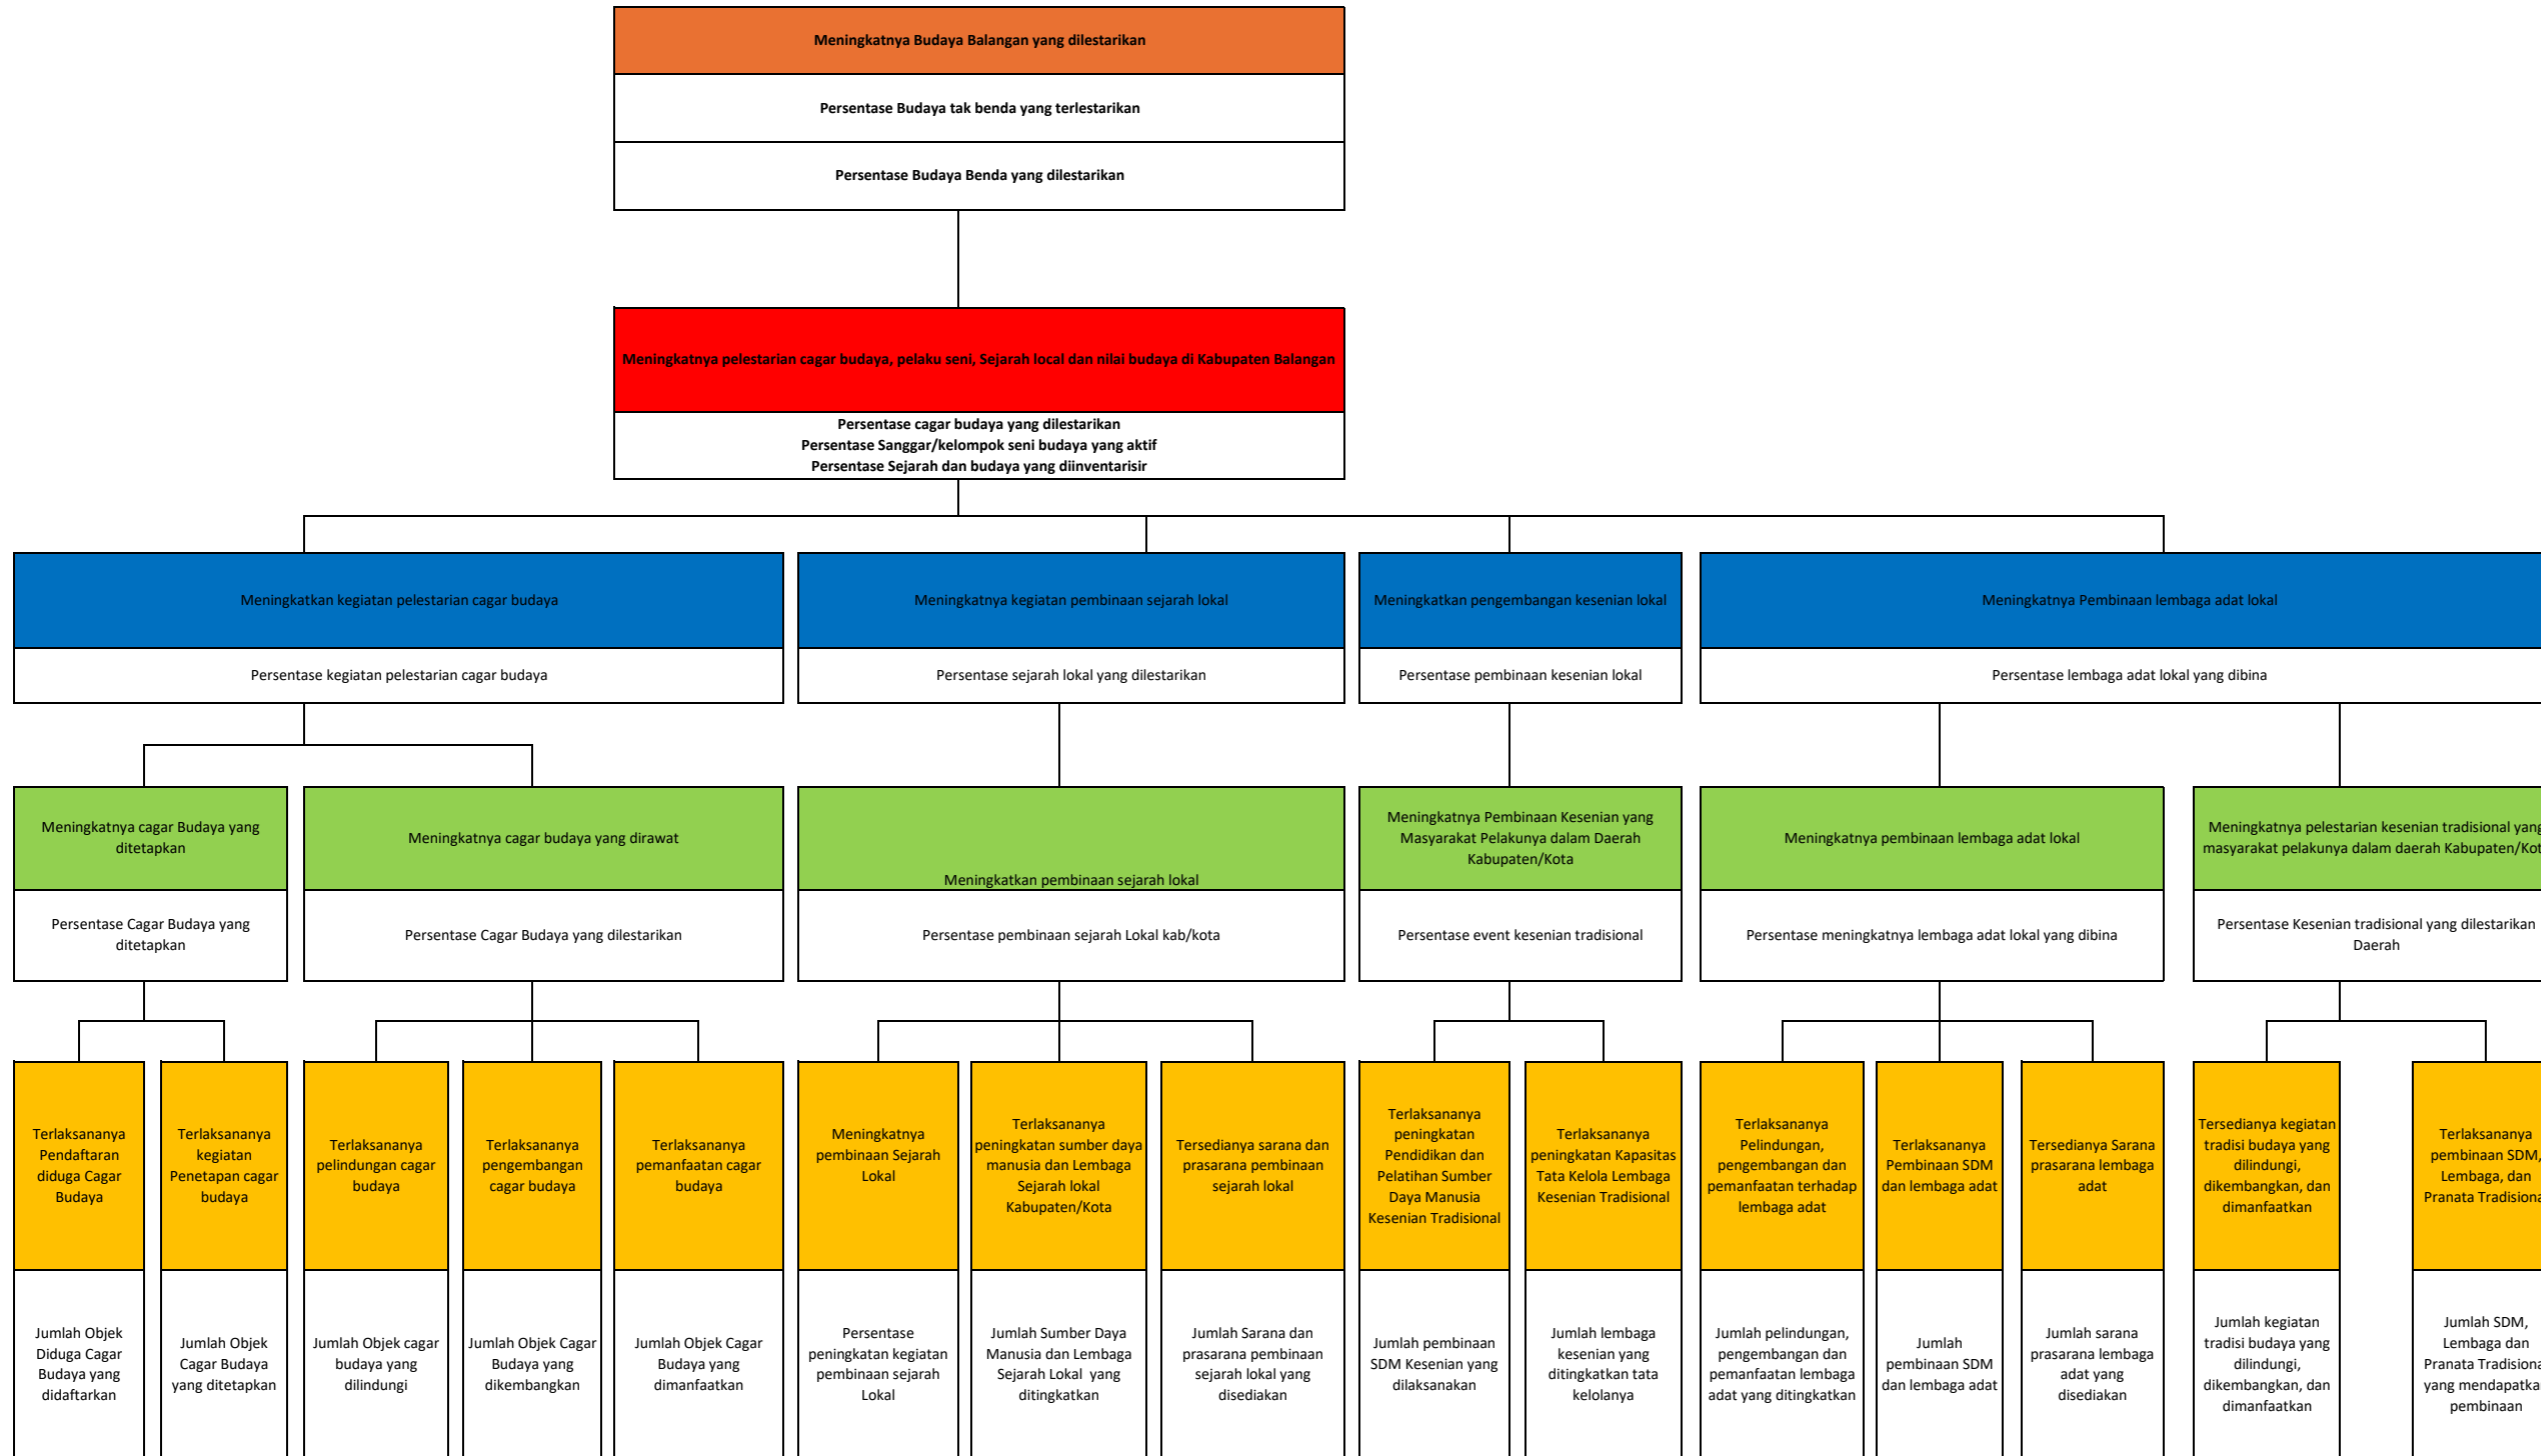 Meningkatnya Budaya Balangan yang dilestarikan
Persentase Budaya tak benda yang terlestarikan
Persentase Budaya Benda yang dilestarikan
Meningkatnya pelestarian cagar budaya, pelaku seni, Sejarah local dan nilai budaya di Kabupaten Balangan
Persentase cagar budaya yang dilestarikan
Persentase Sanggar/kelompok seni budaya yang aktif
Persentase Sejarah dan budaya yang diinventarisir
Meningkatkan kegiatan pelestarian cagar budaya
Meningkatnya kegiatan pembinaan sejarah lokal
Meningkatkan pengembangan kesenian lokal
Meningkatnya Pembinaan lembaga adat lokal
Persentase kegiatan pelestarian cagar budaya
Persentase sejarah lokal yang dilestarikan
Persentase pembinaan kesenian lokal
Persentase lembaga adat lokal yang dibina
Meningkatnya cagar Budaya yang
ditetapkan
Meningkatnya cagar budaya yang dirawat
Meningkatkan pembinaan sejarah lokal
Meningkatnya Pembinaan Kesenian yang
Masyarakat Pelakunya dalam Daerah
Kabupaten/Kota
Meningkatnya pembinaan lembaga adat lokal
Meningkatnya pelestarian kesenian tradisional yang
masyarakat pelakunya dalam daerah Kabupaten/Kot
Persentase Cagar Budaya yang
ditetapkan
Persentase Cagar Budaya yang dilestarikan
Persentase pembinaan sejarah Lokal kab/kota
Persentase event kesenian tradisional
Persentase meningkatnya lembaga adat lokal yang dibina
Persentase Kesenian tradisional yang dilestarikan
Daerah
Terlaksananya
Pendaftaran
diduga Cagar
Budaya
Terlaksananya
kegiatan
Penetapan cagar
budaya
Terlaksananya
pelindungan cagar
budaya
Terlaksananya
pengembangan
cagar budaya
Terlaksananya
pemanfaatan cagar
budaya
Meningkatnya
pembinaan Sejarah
Lokal
Terlaksananya
peningkatan sumber daya
manusia dan Lembaga
Sejarah lokal
Kabupaten/Kota
Tersedianya sarana dan
prasarana pembinaan
sejarah lokal
Terlaksananya
peningkatan
Pendidikan dan
Pelatihan Sumber
Daya Manusia
Kesenian Tradisional
Terlaksananya
peningkatan Kapasitas
Tata Kelola Lembaga
Kesenian Tradisional
Terlaksananya
Pelindungan,
pengembangan dan
pemanfaatan terhadap
lembaga adat
Terlaksananya
Pembinaan SDM
dan lembaga adat
Tersedianya Sarana
prasarana lembaga
adat
Tersedianya kegiatan
tradisi budaya yang
dilindungi,
dikembangkan, dan
dimanfaatkan
Terlaksananya
pembinaan SDM,
Lembaga, dan
Pranata Tradisiona
Jumlah Objek
Diduga Cagar
Budaya yang
didaftarkan
Jumlah Objek
Cagar Budaya
yang ditetapkan
Jumlah Objek cagar
budaya yang
dilindungi
Jumlah Objek Cagar
Budaya yang
dikembangkan
Jumlah Objek Cagar
Budaya yang
dimanfaatkan
Persentase
peningkatan kegiatan
pembinaan sejarah
Lokal
Jumlah Sumber Daya
Manusia dan Lembaga
Sejarah Lokal yang
ditingkatkan
Jumlah Sarana dan
prasarana pembinaan
sejarah lokal yang
disediakan
Jumlah pembinaan
SDM Kesenian yang
dilaksanakan
Jumlah lembaga
kesenian yang
ditingkatkan tata
kelolanya
Jumlah pelindungan,
pengembangan dan
pemanfaatan lembaga
adat yang ditingkatkan
Jumlah
pembinaan SDM
dan lembaga adat
Jumlah sarana
prasarana lembaga
adat yang
disediakan
Jumlah kegiatan
tradisi budaya yang
dilindungi,
dikembangkan, dan
dimanfaatkan
Jumlah SDM,
Lembaga dan
Pranata Tradisiona
yang mendapatka
pembinaan